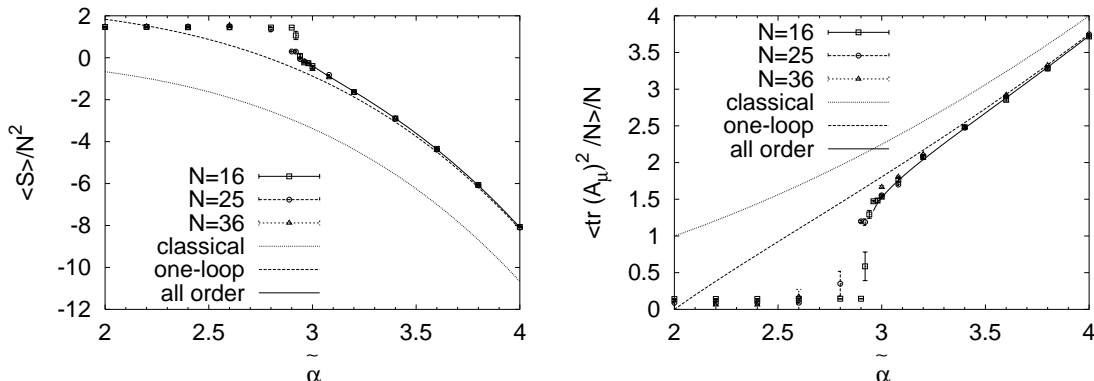 <S>/N²
2
0
-2
-4
-6
-8
-10
-12
N=16
N=25
N=36
classical
one-loop
all order
2
2.5
3
3.5
4
α̃
<tr (A_μ)² /N>/N
4
3.5
3
2.5
2
1.5
1
0.5
0
N=16
N=25
N=36
classical
one-loop
all order
2
2.5
3
3.5
4
α̃